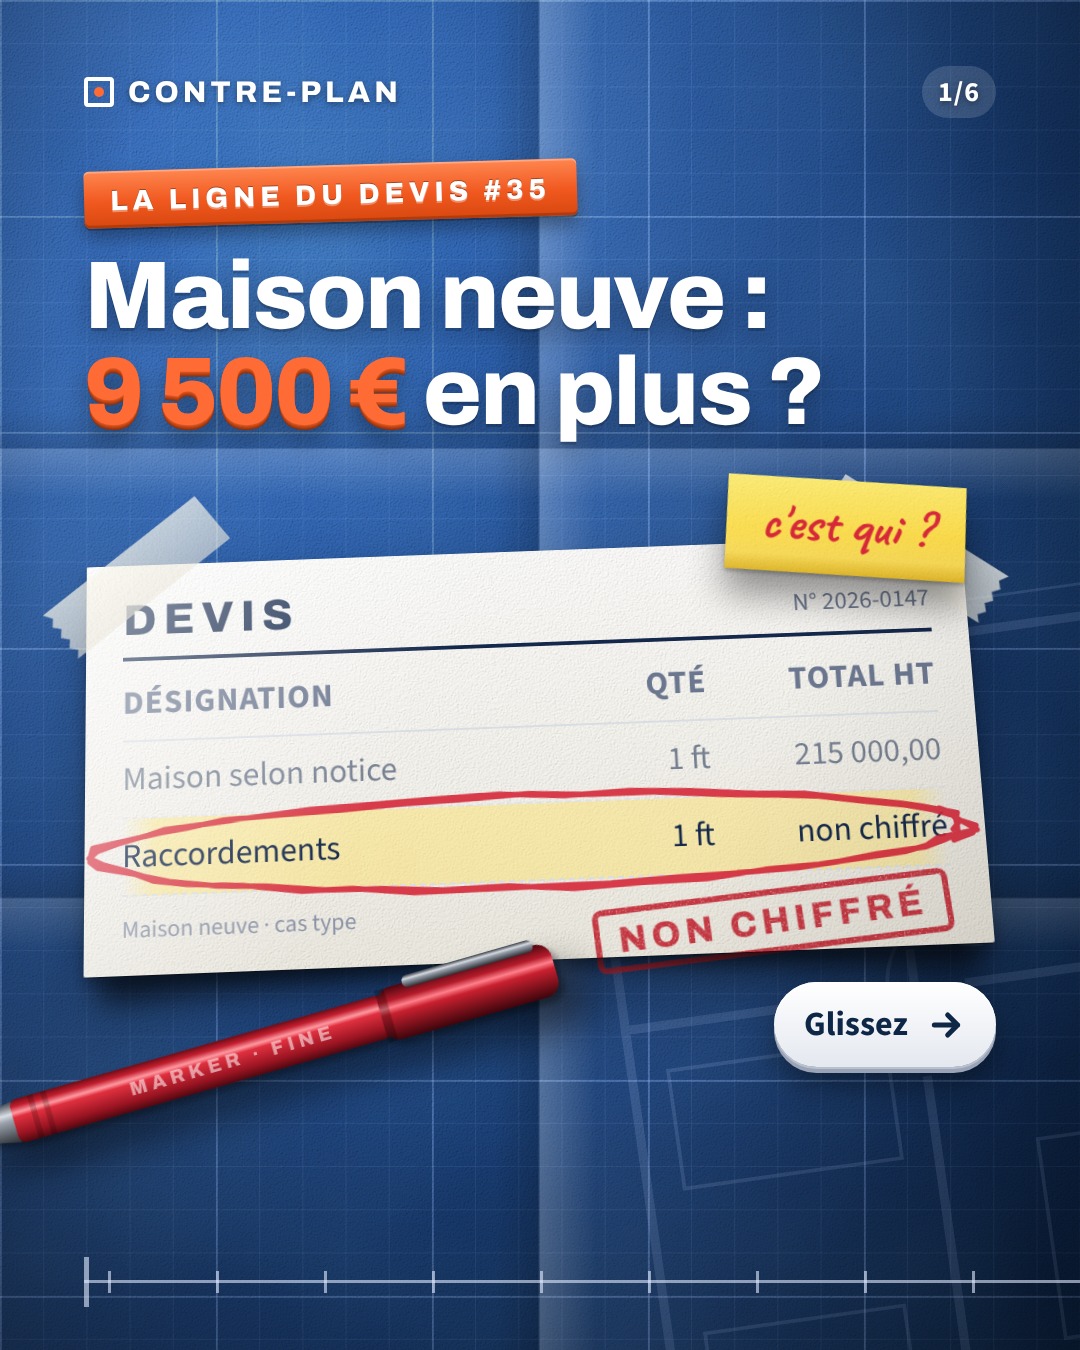 CONTRE-PLAN
1/6
LA LIGNE DU DEVIS #35
Maison neuve :
9 500 € en plus ?
c'est qui ?
DEVIS
N° 2026-0147
DÉSIGNATION QTÉ TOTAL HT
Maison selon notice 1 ft 215 000,00
Raccordements 1 ft non chiffré
Maison neuve · cas type
NON CHIFFRÉ
Glissez →
MARKER · FINE